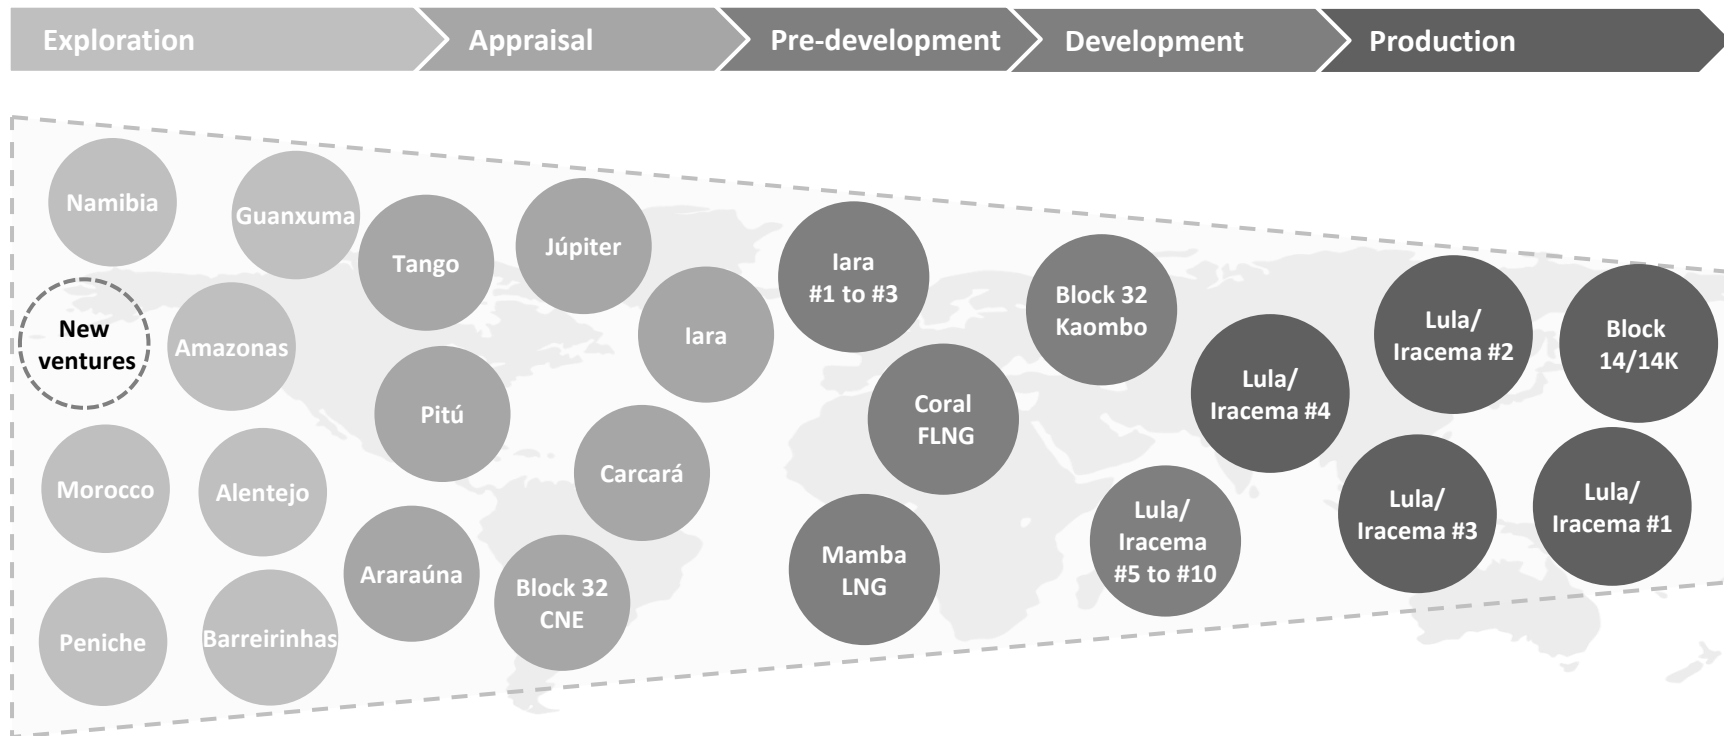 Exploration
Appraisal
Pre-development
Development
Production
Namibia
Guanxuma
Tango
Júpiter
Iara
#1 to #3
Block 32
Kaombo
Lula/
Iracema #2
Block
14/14K
New
ventures
Amazonas
Iara
Pitú
Coral
FLNG
Lula/
Iracema #4
Morocco
Alentejo
Carcará
Lula/
Iracema #3
Lula/
Iracema #1
Araraúna
Block 32
CNE
Mamba
LNG
Lula/
Iracema
#5 to #10
Peniche
Barreirinhas